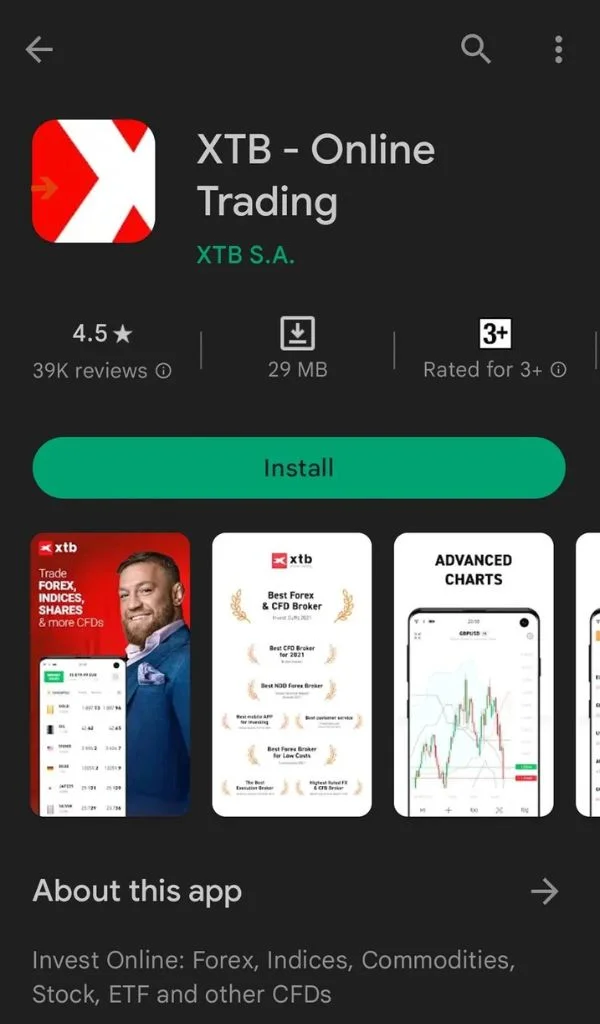 XTB - Online
Trading
XTB S.A.
4.5★
39K reviews
29 MB
3+
Rated for 3+
Install
xtb
Trade
FOREX,
INDICES,
SHARES
& more CFDs
GOLD
xtb
Best Forex
& CFD Broker
Best CFD Broker
for 2021
Best NDD Forex Broker
Best mobile APP
for Investing
Best customer service
Best Forex Broker
for Low Costs
The Best
Execution Broker
Highest Rated FX
& CFD Broker
ADVANCED
CHARTS
GBPUSD
About this app
Invest Online: Forex, Indices, Commodities,
Stock, ETF and other CFDs